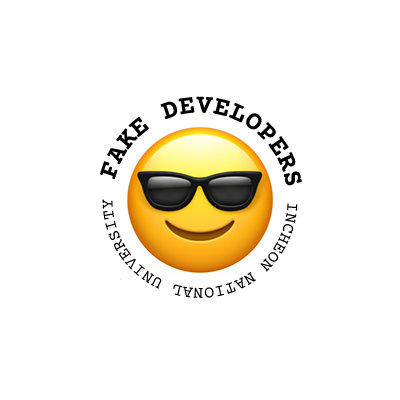 FAKE DEVELOPERS
INCHEON NATIONAL UNIVERSITY